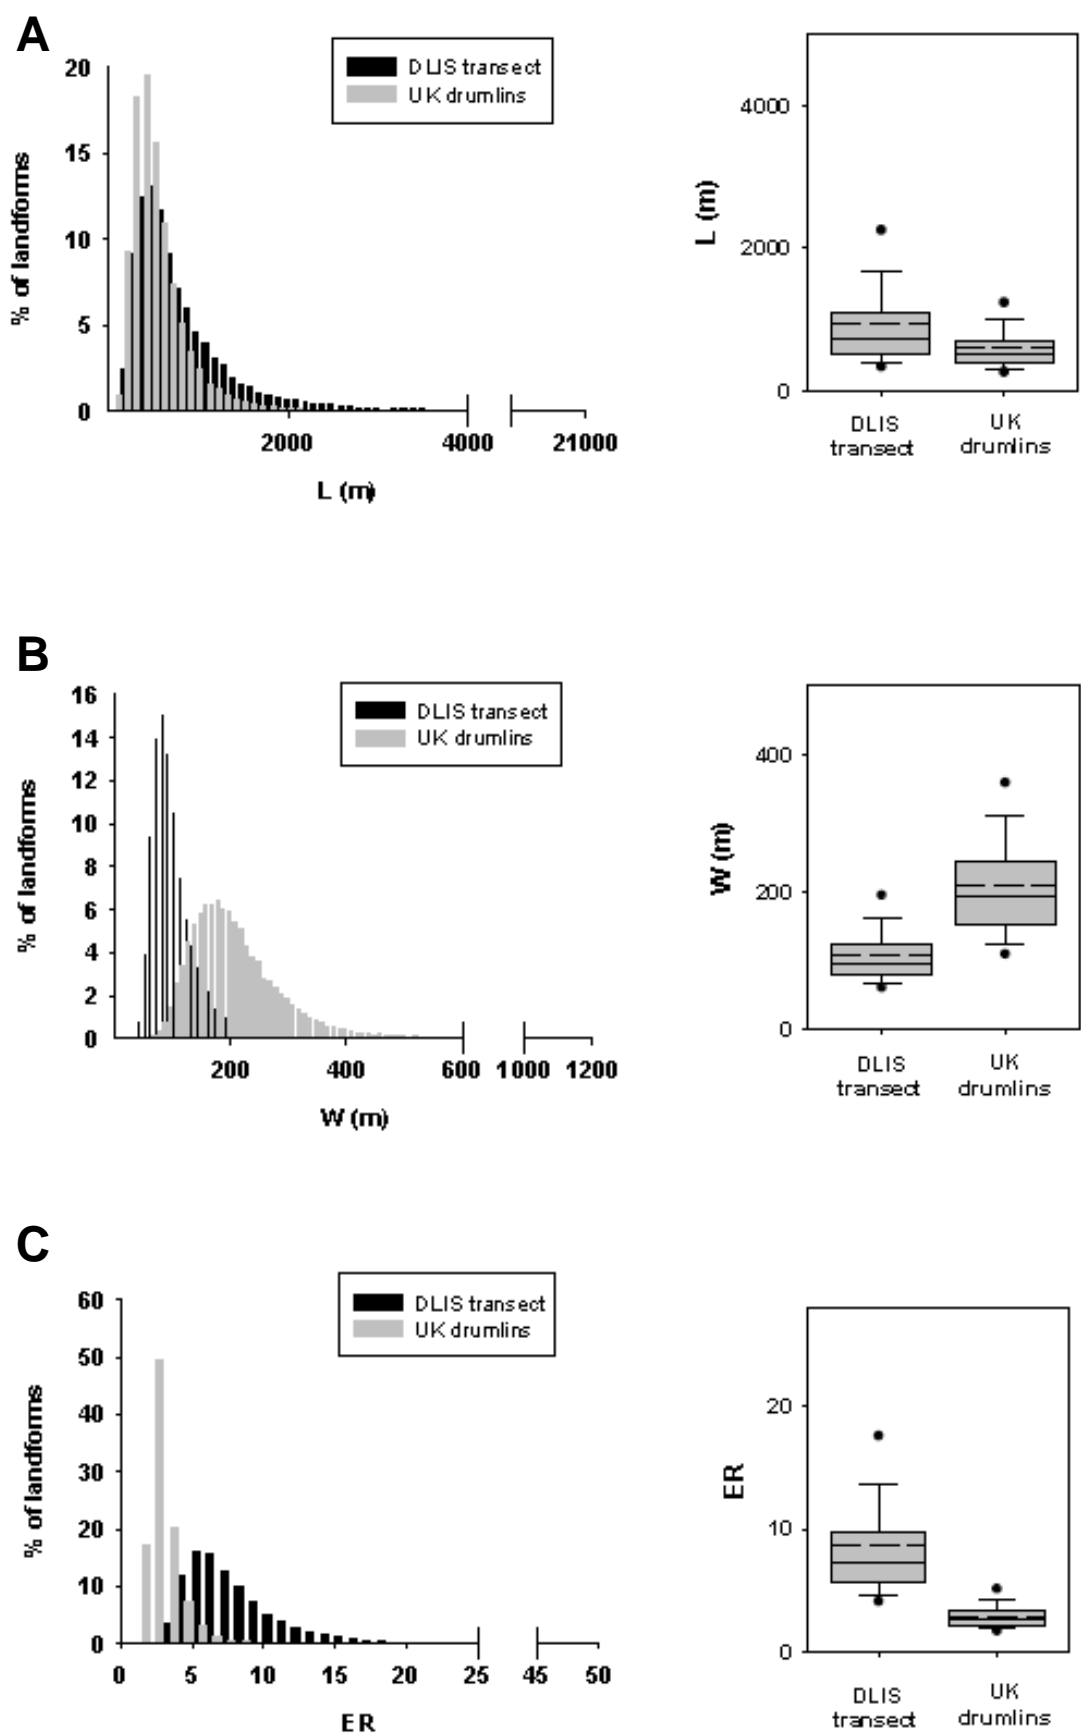 A
20
15
10
5
0
% of landforms
DLIS transect
UK drumlins
2000
4000
21000
L (m)
4000
2000
0
L (m)
DLIS
transect
UK
drumlins
B
16
14
12
10
8
6
4
2
0
% of landforms
DLIS transect
UK drumlins
200
400
600
1000
1200
W (m)
400
200
0
W (m)
DLIS
transect
UK
drumlins
C
60
50
40
30
20
10
0
% of landforms
DLIS transect
UK drumlins
0
5
10
15
20
25
45
50
ER
20
10
0
ER
DLIS
transect
UK
drumlins